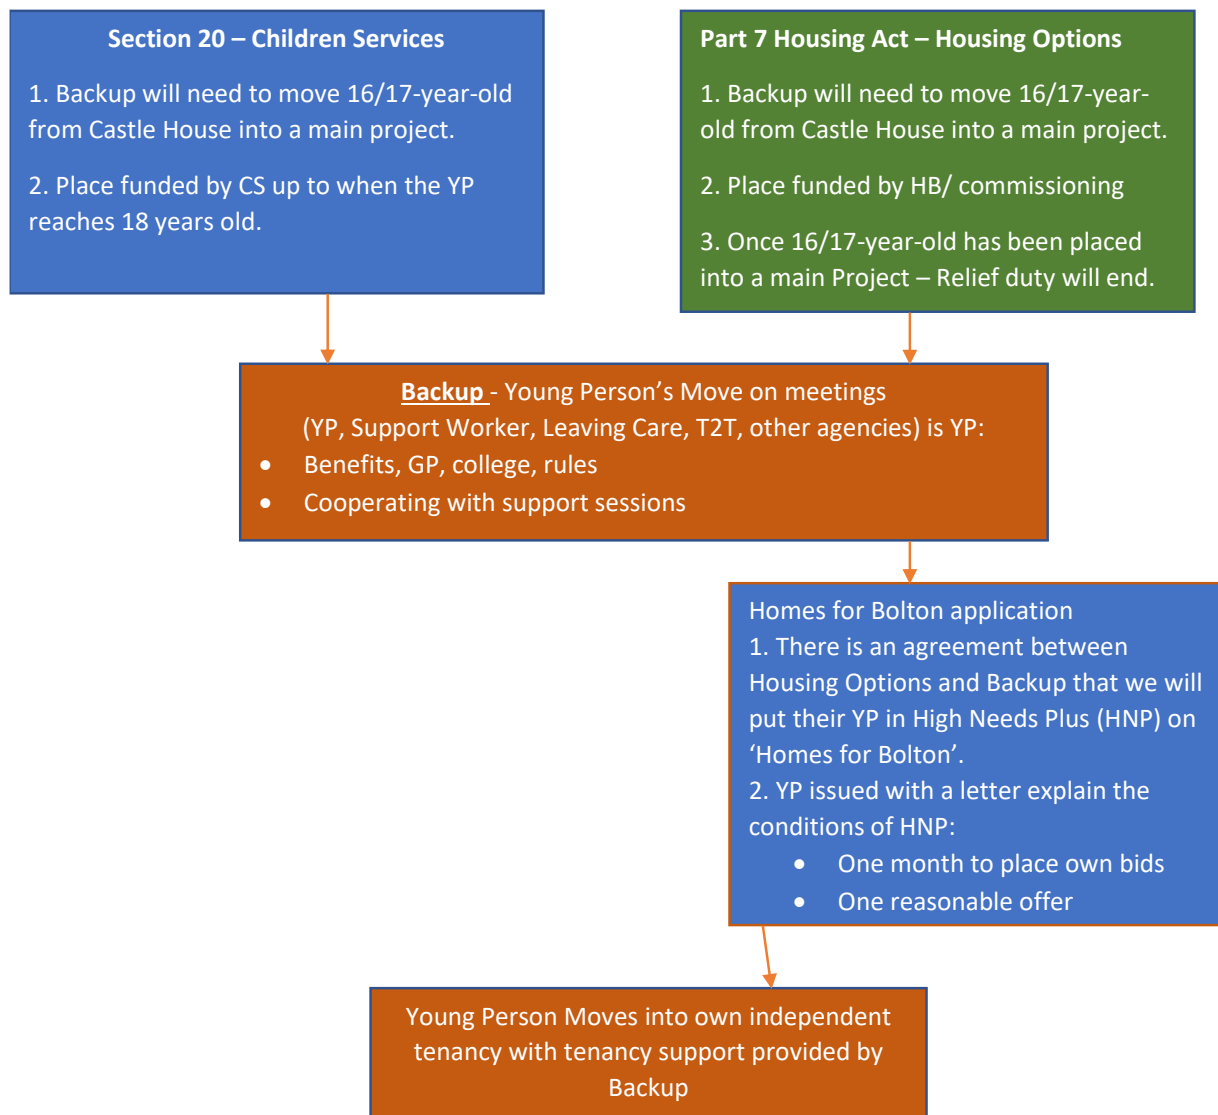 Section 20 – Children Services
1. Backup will need to move 16/17-year-old
from Castle House into a main project.
2. Place funded by CS up to when the YP
reaches 18 years old.
Part 7 Housing Act – Housing Options
1. Backup will need to move 16/17-year-
old from Castle House into a main project.
2. Place funded by HB/ commissioning
3. Once 16/17-year-old has been placed
into a main Project – Relief duty will end.
Backup - Young Person’s Move on meetings
(YP, Support Worker, Leaving Care, T2T, other agencies) is YP:
• Benefits, GP, college, rules
• Cooperating with support sessions
Homes for Bolton application
1. There is an agreement between
Housing Options and Backup that we will
put their YP in High Needs Plus (HNP) on
‘Homes for Bolton’.
2. YP issued with a letter explain the
conditions of HNP:
• One month to place own bids
• One reasonable offer
Young Person Moves into own independent
tenancy with tenancy support provided by
Backup